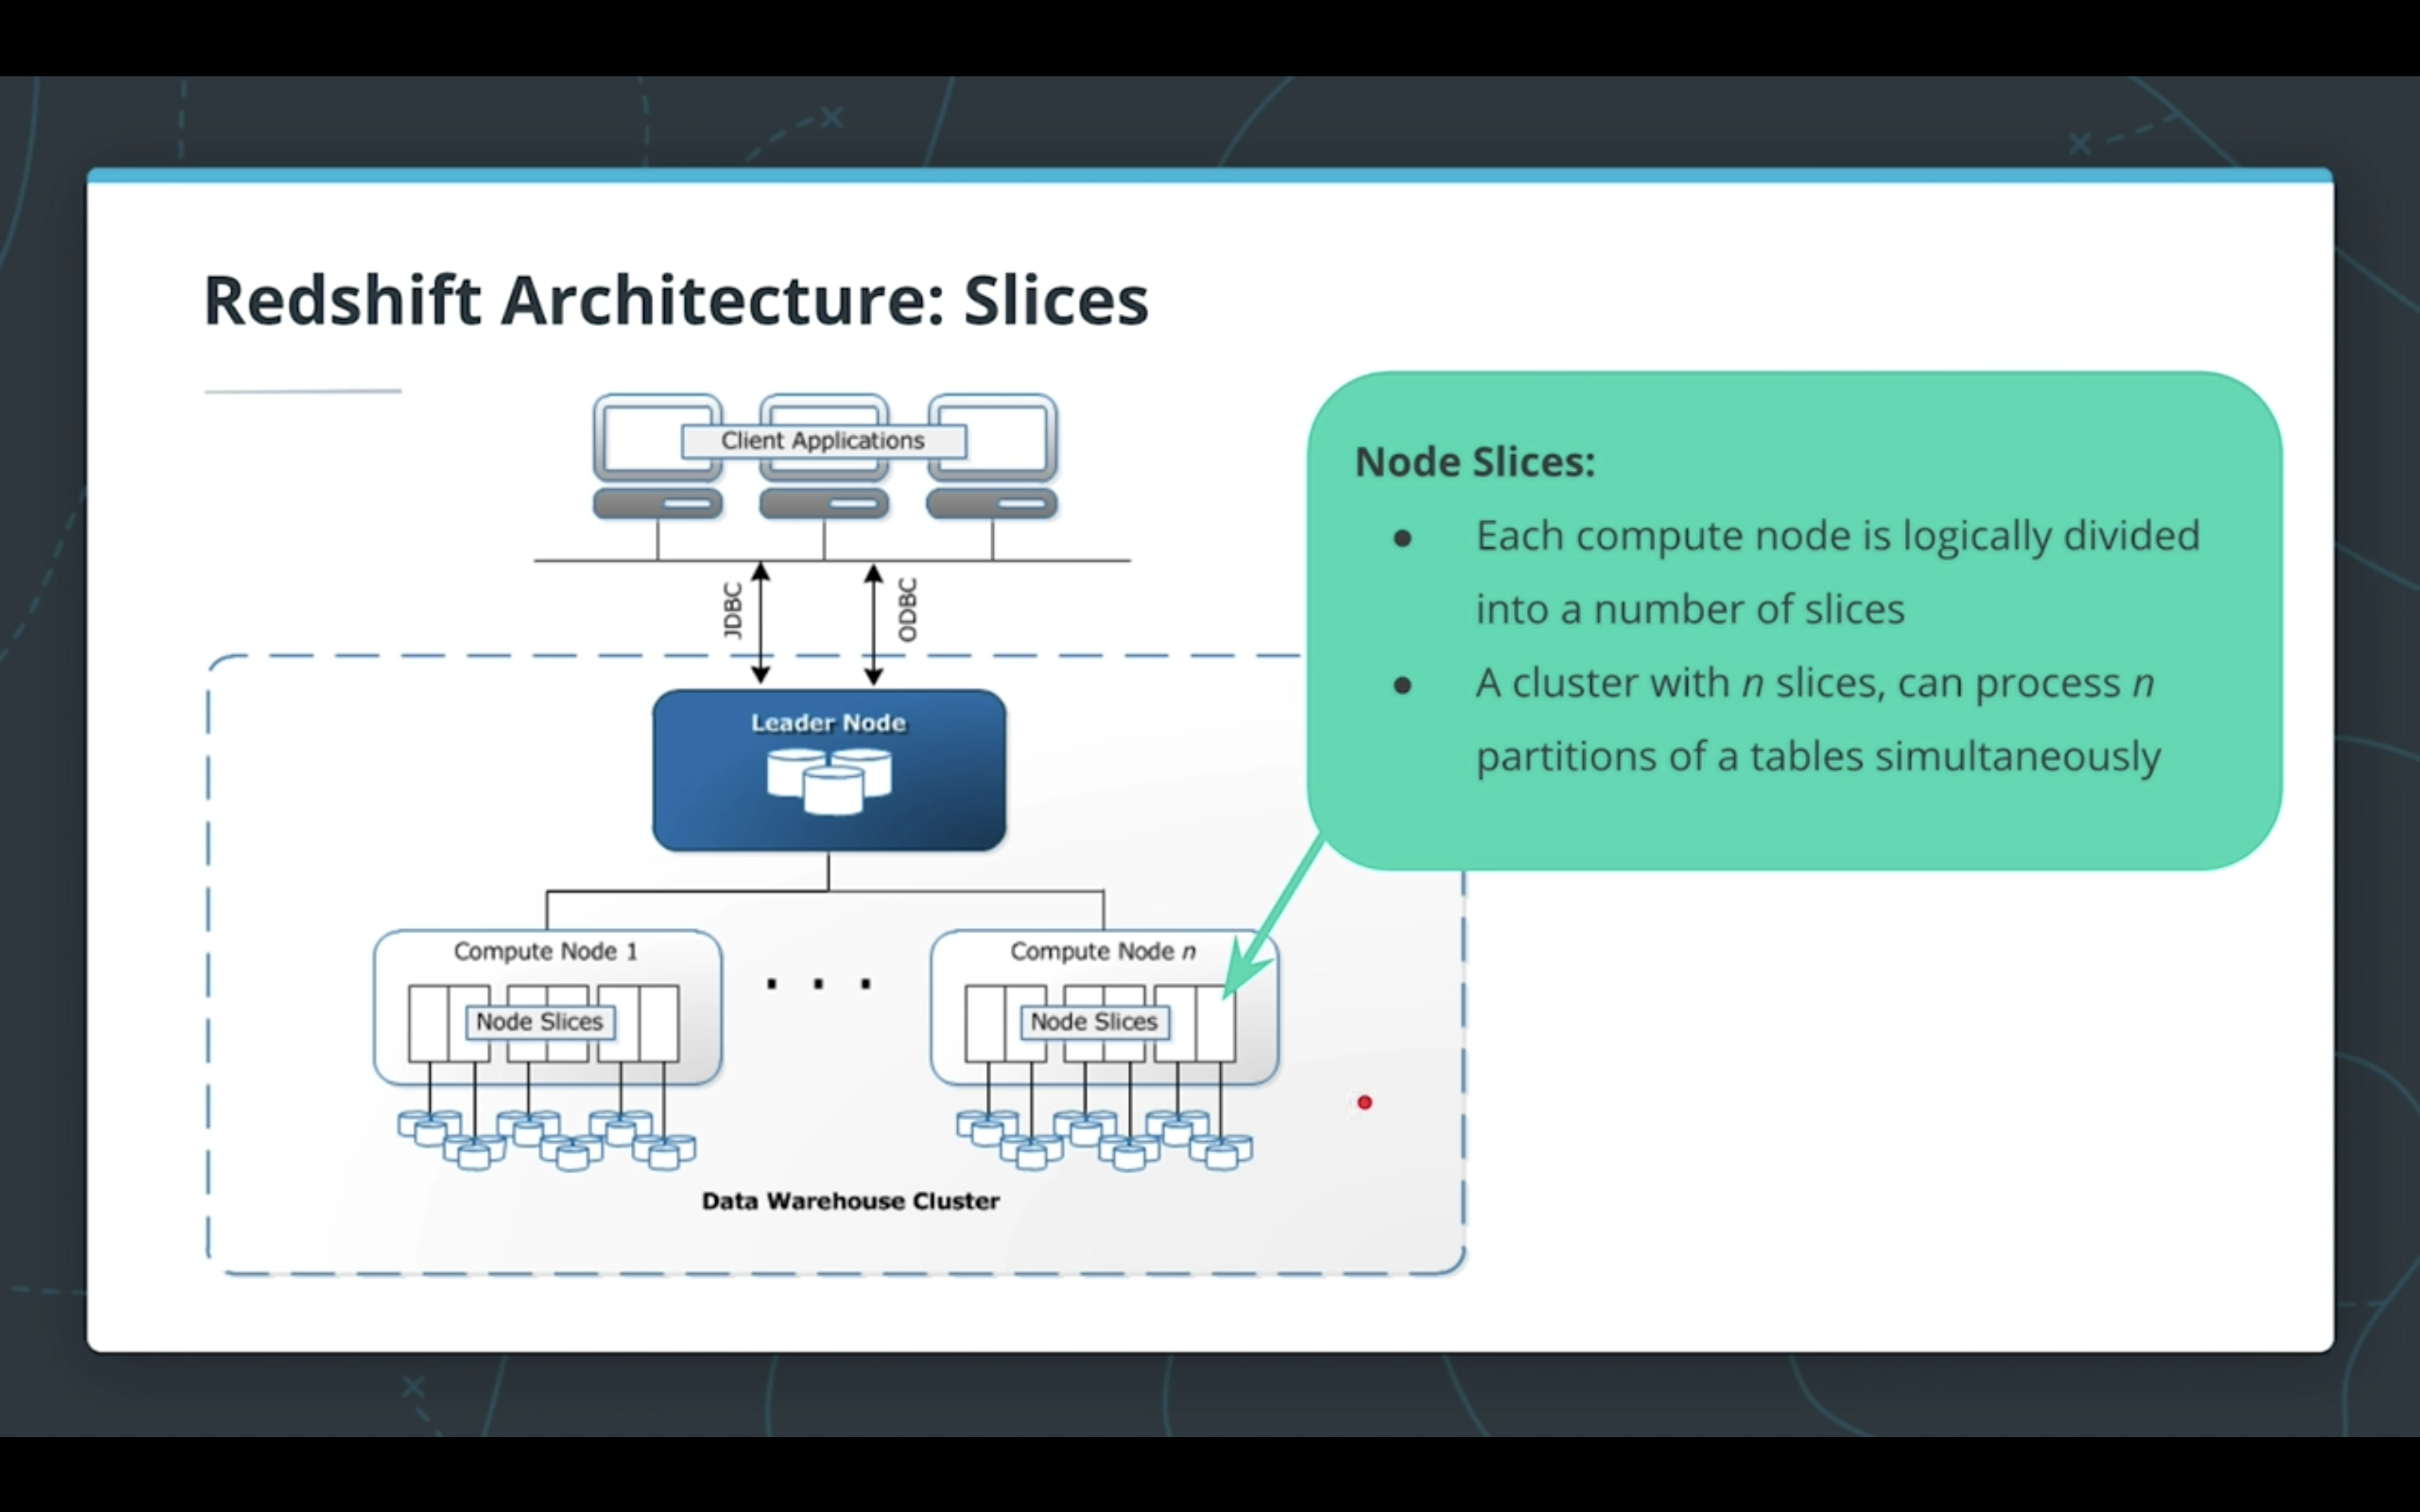 Redshift Architecture: Slices
Client Applications
JDBC
ODBC
Leader Node
Compute Node 1
Node Slices
. . .
Compute Node n
Node Slices
Data Warehouse Cluster
Node Slices:
● Each compute node is logically divided
into a number of slices
● A cluster with n slices, can process n
partitions of a tables simultaneously